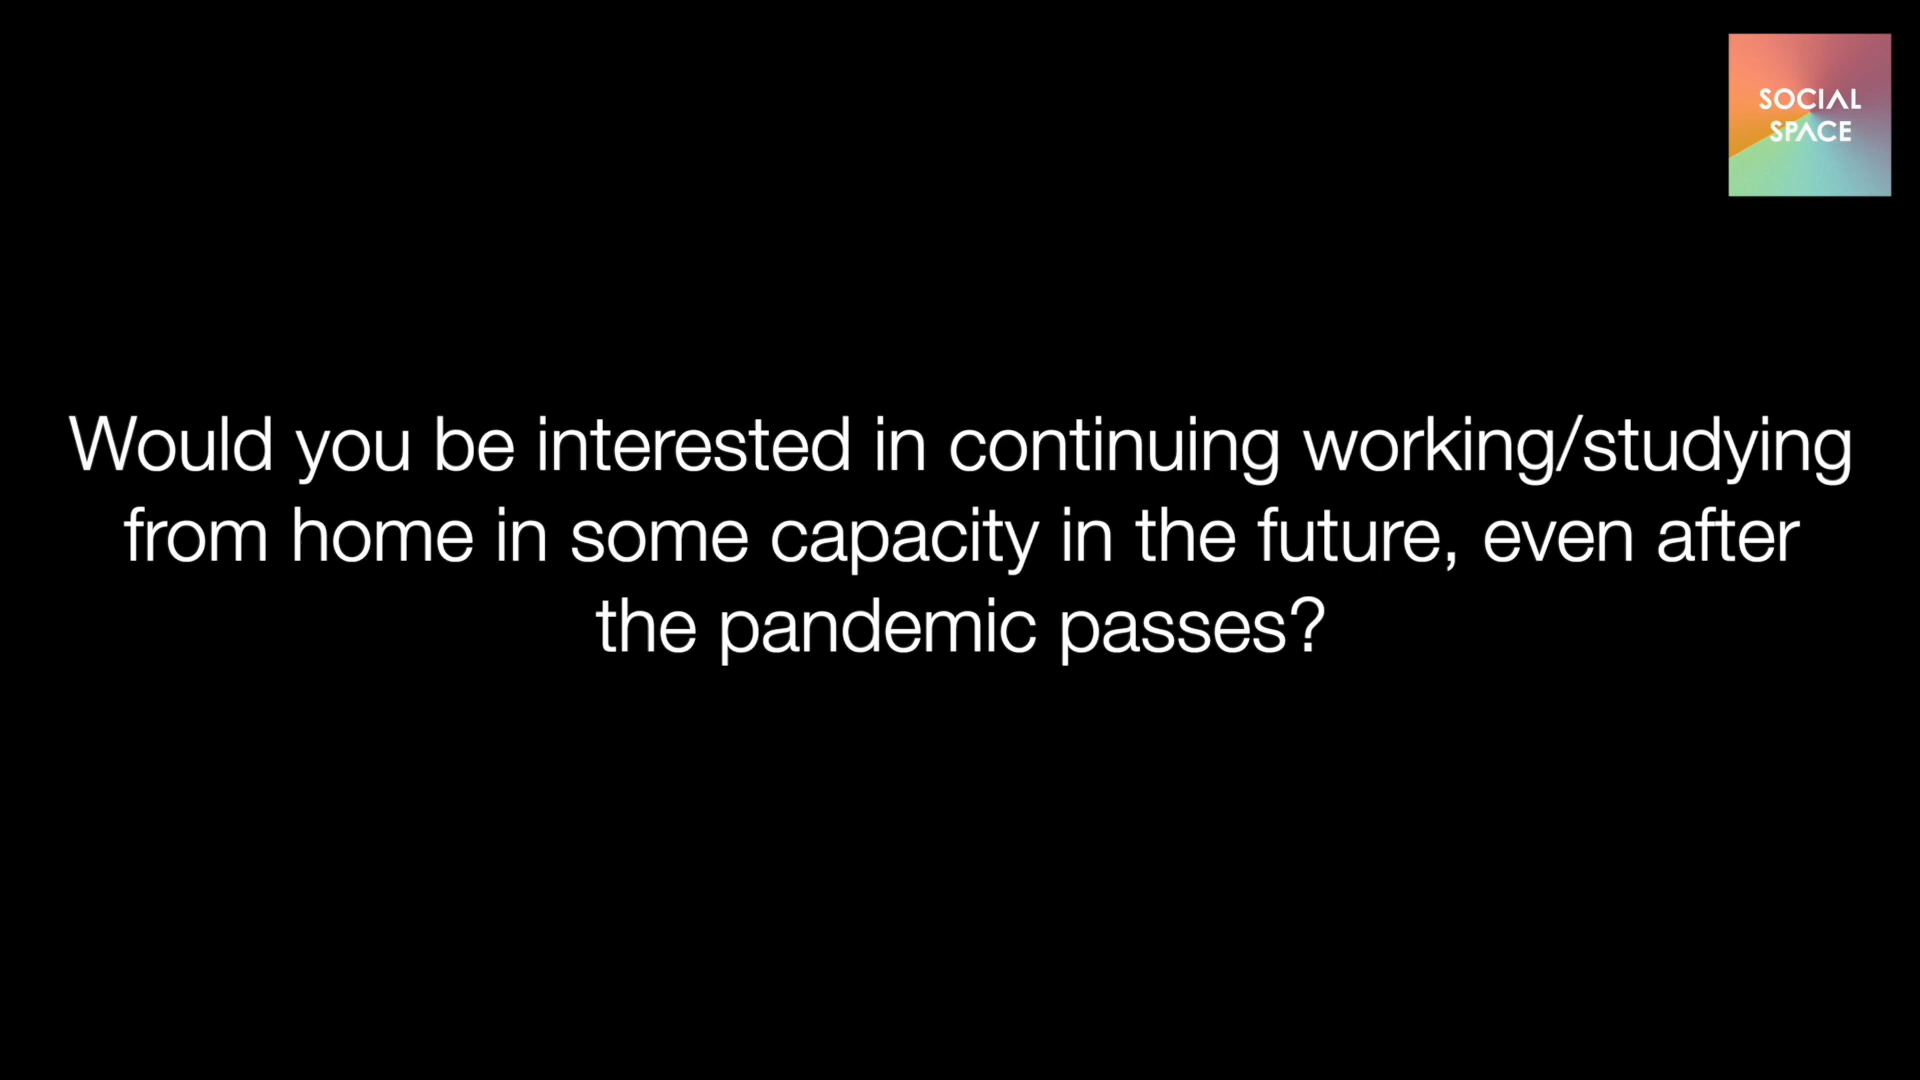 SOCIAL
SPACE
Would you be interested in continuing working/studying
from home in some capacity in the future, even after
the pandemic passes?